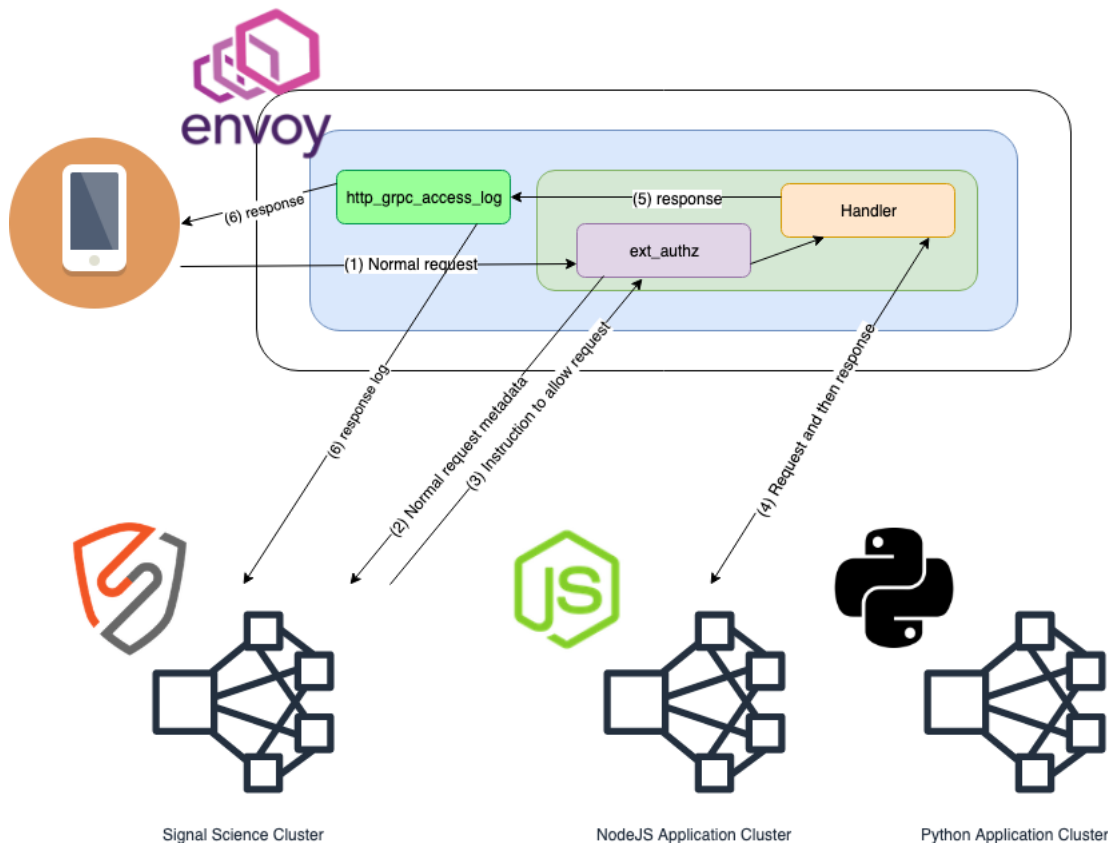 envoy
http_grpc_access_log
(5) response
Handler
(6) response
ext_authz
(1) Normal request
(6) response log
(2) Normal request metadata
(3) Instruction to allow request
(4) Request and then response
JS
Signal Science Cluster
NodeJS Application Cluster
Python Application Cluster